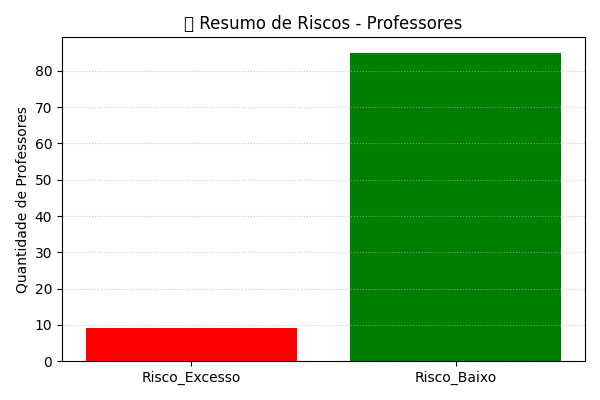 Resumo de Riscos - Professores
Quantidade de Professores
80
70
60
50
40
30
20
10
0
Risco_Excesso
Risco_Baixo